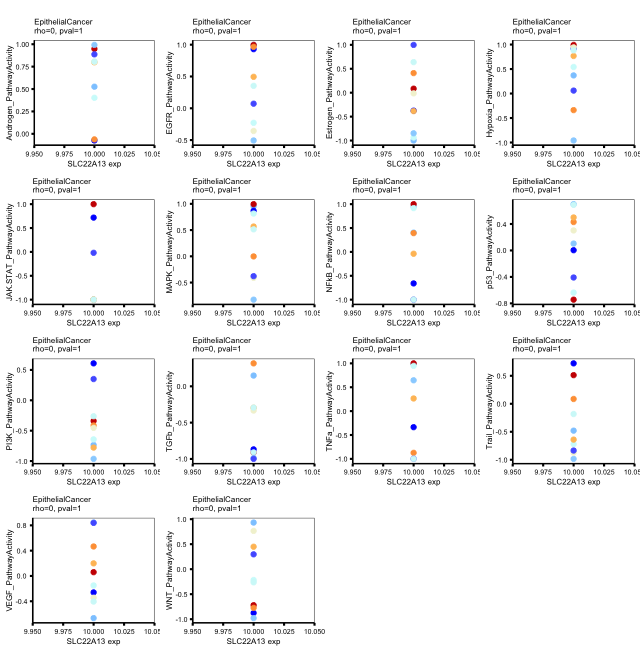 EpithelialCancer
rho=0, pval=1
Androgen_PathwayActivity
1.00
0.75
0.50
0.25
0.00
9.950 9.975 10.000 10.025 10.05
SLC22A13 exp
EpithelialCancer
rho=0, pval=1
EGFR_PathwayActivity
1.0
0.5
0.0
-0.5
9.950 9.975 10.000 10.025 10.05
SLC22A13 exp
EpithelialCancer
rho=0, pval=1
Estrogen_PathwayActivity
1.0
0.5
0.0
-0.5
-1.0
9.950 9.975 10.000 10.025 10.05
SLC22A13 exp
EpithelialCancer
rho=0, pval=1
Hypoxia_PathwayActivity
1.0
0.5
0.0
-0.5
-1.0
9.950 9.975 10.000 10.025 10.05
SLC22A13 exp
EpithelialCancer
rho=0, pval=1
JAK.STAT_PathwayActivity
1.0
0.5
0.0
-0.5
-1.0
9.950 9.975 10.000 10.025 10.05
SLC22A13 exp
EpithelialCancer
rho=0, pval=1
MAPK_PathwayActivity
1.0
0.5
0.0
-0.5
9.950 9.975 10.000 10.025 10.05
SLC22A13 exp
EpithelialCancer
rho=0, pval=1
NFkB_PathwayActivity
1.0
0.5
0.0
-0.5
-1.0
9.950 9.975 10.000 10.025 10.05
SLC22A13 exp
EpithelialCancer
rho=0, pval=1
p53_PathwayActivity
0.4
0.0
-0.4
-0.8
9.950 9.975 10.000 10.025 10.05
SLC22A13 exp
EpithelialCancer
rho=0, pval=1
PI3K_PathwayActivity
0.5
0.0
-0.5
-1.0
9.950 9.975 10.000 10.025 10.05
SLC22A13 exp
EpithelialCancer
rho=0, pval=1
TGFb_PathwayActivity
0.0
-0.5
-1.0
9.950 9.975 10.000 10.025 10.05
SLC22A13 exp
EpithelialCancer
rho=0, pval=1
TNFa_PathwayActivity
1.0
0.5
0.0
-0.5
-1.0
9.950 9.975 10.000 10.025 10.05
SLC22A13 exp
EpithelialCancer
rho=0, pval=1
Trail_PathwayActivity
0.5
0.0
-0.5
-1.0
9.950 9.975 10.000 10.025 10.05
SLC22A13 exp
EpithelialCancer
rho=0, pval=1
VEGF_PathwayActivity
0.8
0.4
0.0
-0.4
9.950 9.975 10.000 10.025 10.05
SLC22A13 exp
EpithelialCancer
rho=0, pval=1
WNT_PathwayActivity
1.0
0.5
0.0
-0.5
-1.0
9.950 9.975 10.000 10.025 10.050
SLC22A13 exp